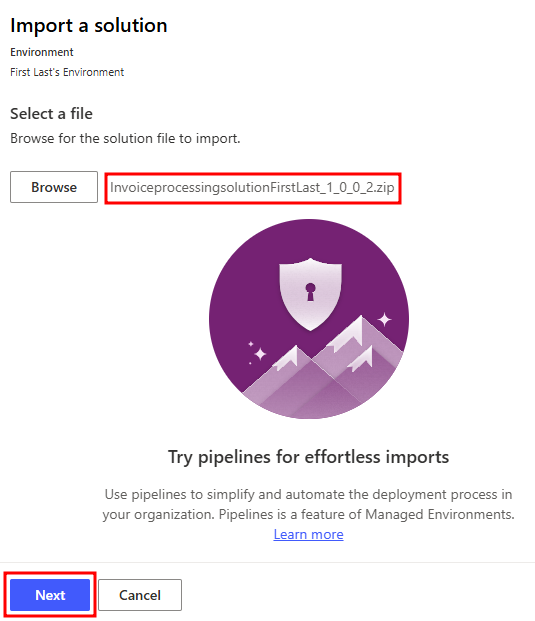 Import a solution
Environment
First Last's Environment
Select a file
Browse for the solution file to import.
Browse
InvoiceprocessingsolutionFirstLast_1_0_0_2.zip
Try pipelines for effortless imports
Use pipelines to simplify and automate the deployment process in
your organization. Pipelines is a feature of Managed Environments.
Learn more
Next
Cancel